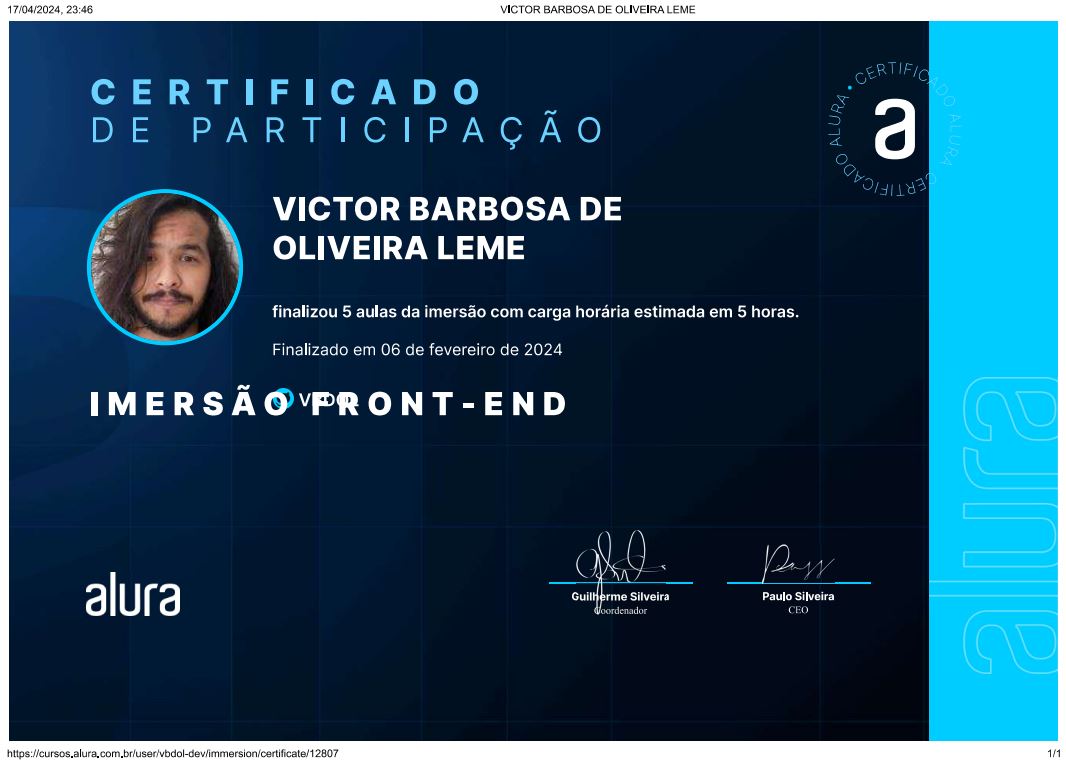 17/04/2024, 23:46
VICTOR BARBOSA DE OLIVEIRA LEME
CERTIFICADO
DE PARTICIPAÇÃO
CERTIFICADO ALURA • CERTIFICADO ALURA •
a
VICTOR BARBOSA DE
OLIVEIRA LEME
finalizou 5 aulas da imersão com carga horária estimada em 5 horas.
Finalizado em 06 de fevereiro de 2024
VBDOL
IMERSÃO FRONT-END
alura
Guilherme Silveira
Coordenador
Paulo Silveira
CEO
alura
https://cursos.alura.com.br/user/vbdol-dev/immersion/certificate/12807
1/1